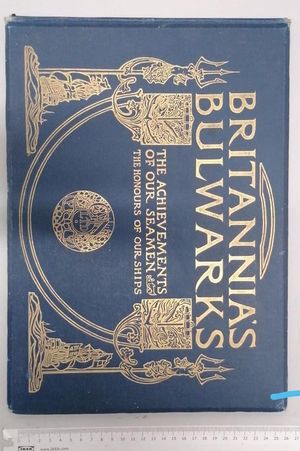 BRITANNIA'S
BULWARKS
THE ACHIEVEMENTS
OF OUR SEAMEN
THE HONOURS OF OUR SHIPS